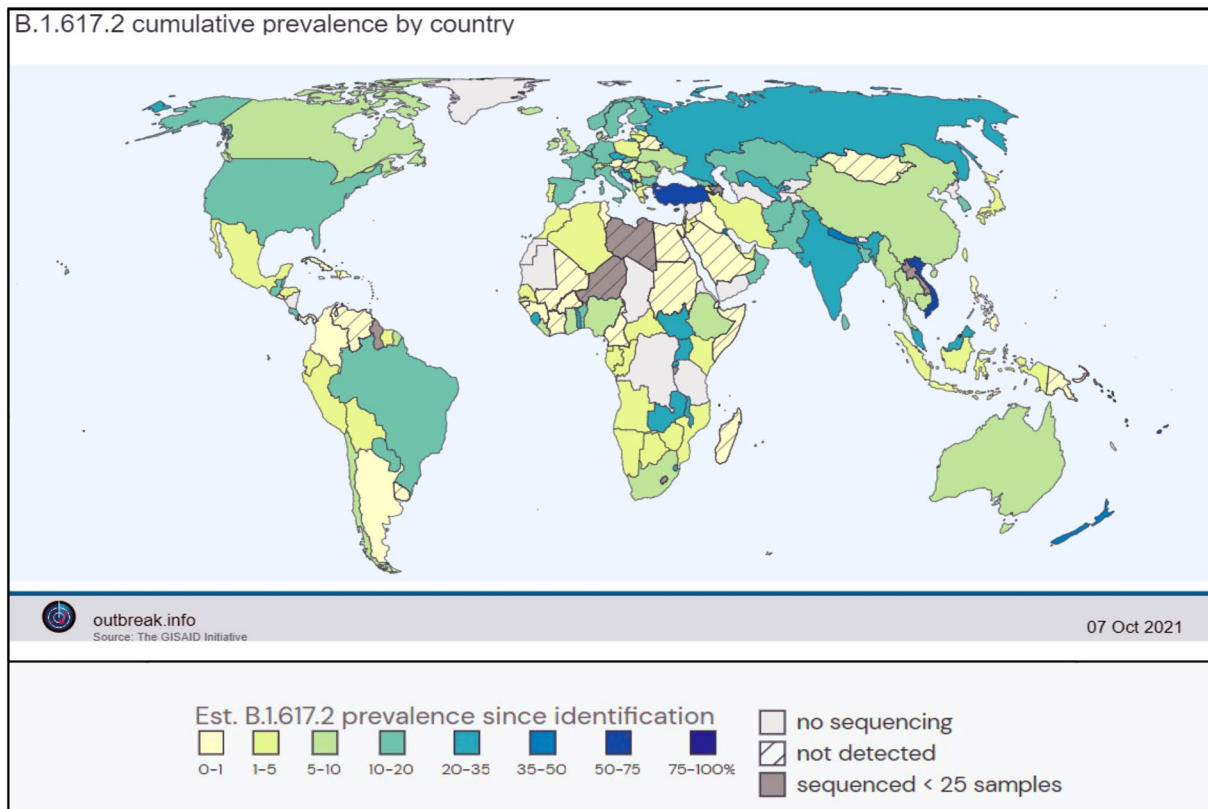 B.1.617.2 cumulative prevalence by country
outbreak.info
Source: The GISAID Initiative
07 Oct 2021
Est. B.1.617.2 prevalence since identification
0-1 1-5 5-10 10-20 20-35 35-50 50-75 75-100%
no sequencing
not detected
sequenced < 25 samples